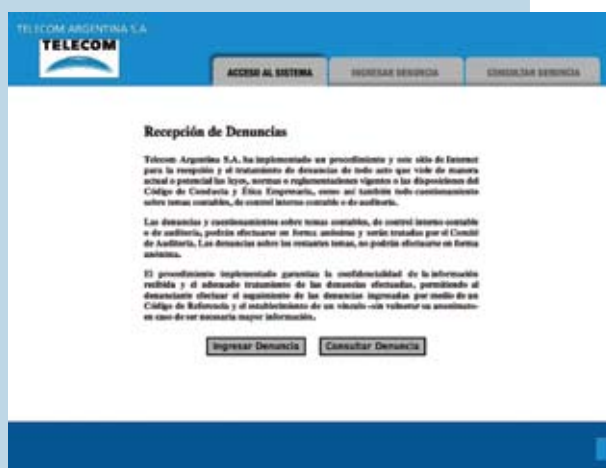 TELECOM ARGENTINA S.A
TELECOM
ACCESO AL SISTEMA
INGRESAR DENUNCIA
CONSULTAR DENUNCIA
Recepción de Denuncias
Telecom Argentina S.A. ha implementado un procedimiento y este sitio de Internet
para la recepción y el tratamiento de denuncias de todo acto que viole de manera
actual o potencial las leyes, normas o reglamentaciones vigentes o las disposiciones del
Código de Conducta y Ética Empresaria, como así también todo cuestionamiento
sobre temas contables, de control interno contable o de auditoría.
Las denuncias y cuestionamientos sobre temas contables, de control interno contable
o de auditoría, podrán efectuarse en forma anónima y serán tratadas por el Comité
de Auditoría. Las denuncias sobre los restantes temas, no podrán efectuarse en forma
anónima.
El procedimiento implementado garantiza la confidencialidad de la información
recibida y el adecuado tratamiento de las denuncias efectuadas, permitiendo al
denunciante efectuar el seguimiento de las denuncias ingresadas por medio de un
Código de Referencia y el establecimiento de un vínculo -sin vulnerar su anonimato-
en caso de ser necesaria mayor información.
Ingresar Denuncia
Consultar Denuncia